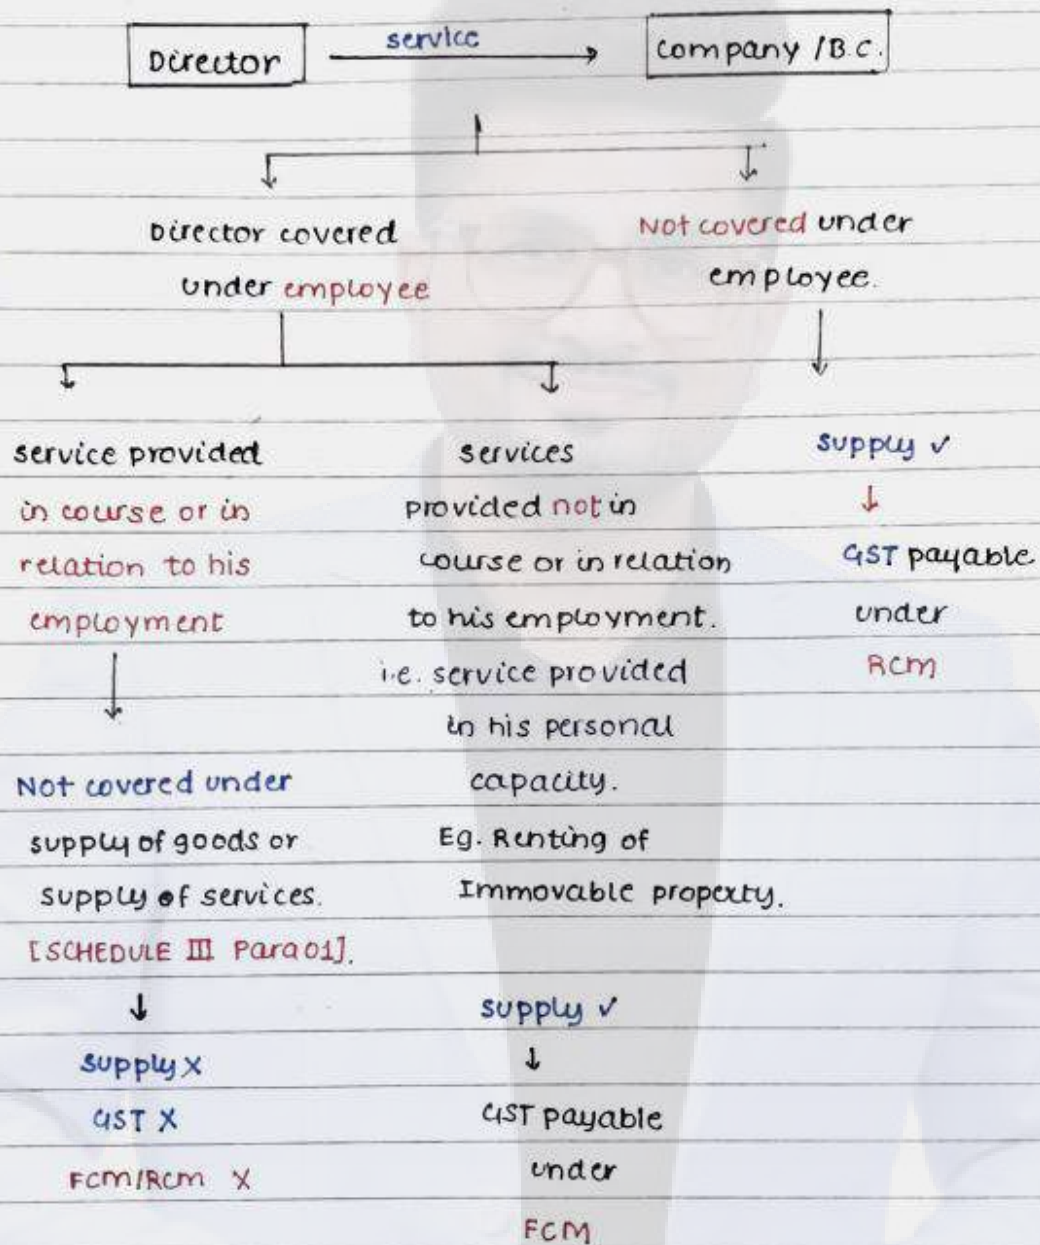 Director
service
Company /B.C.
Director covered
under employee
Not covered under
employee.
service provided
in course or in
relation to his
employment
Not covered under
supply of goods or
supply of services.
[SCHEDULE III Para 01].
Supply X
GST X
FCM/RCM X
Services
provided not in
course or in relation
to his employment.
i.e. service provided
in his personal
capacity.
Eg. Renting of
Immovable property.
Supply ✓
GST payable
under
FCM
Supply ✓
GST payable
under
RCM